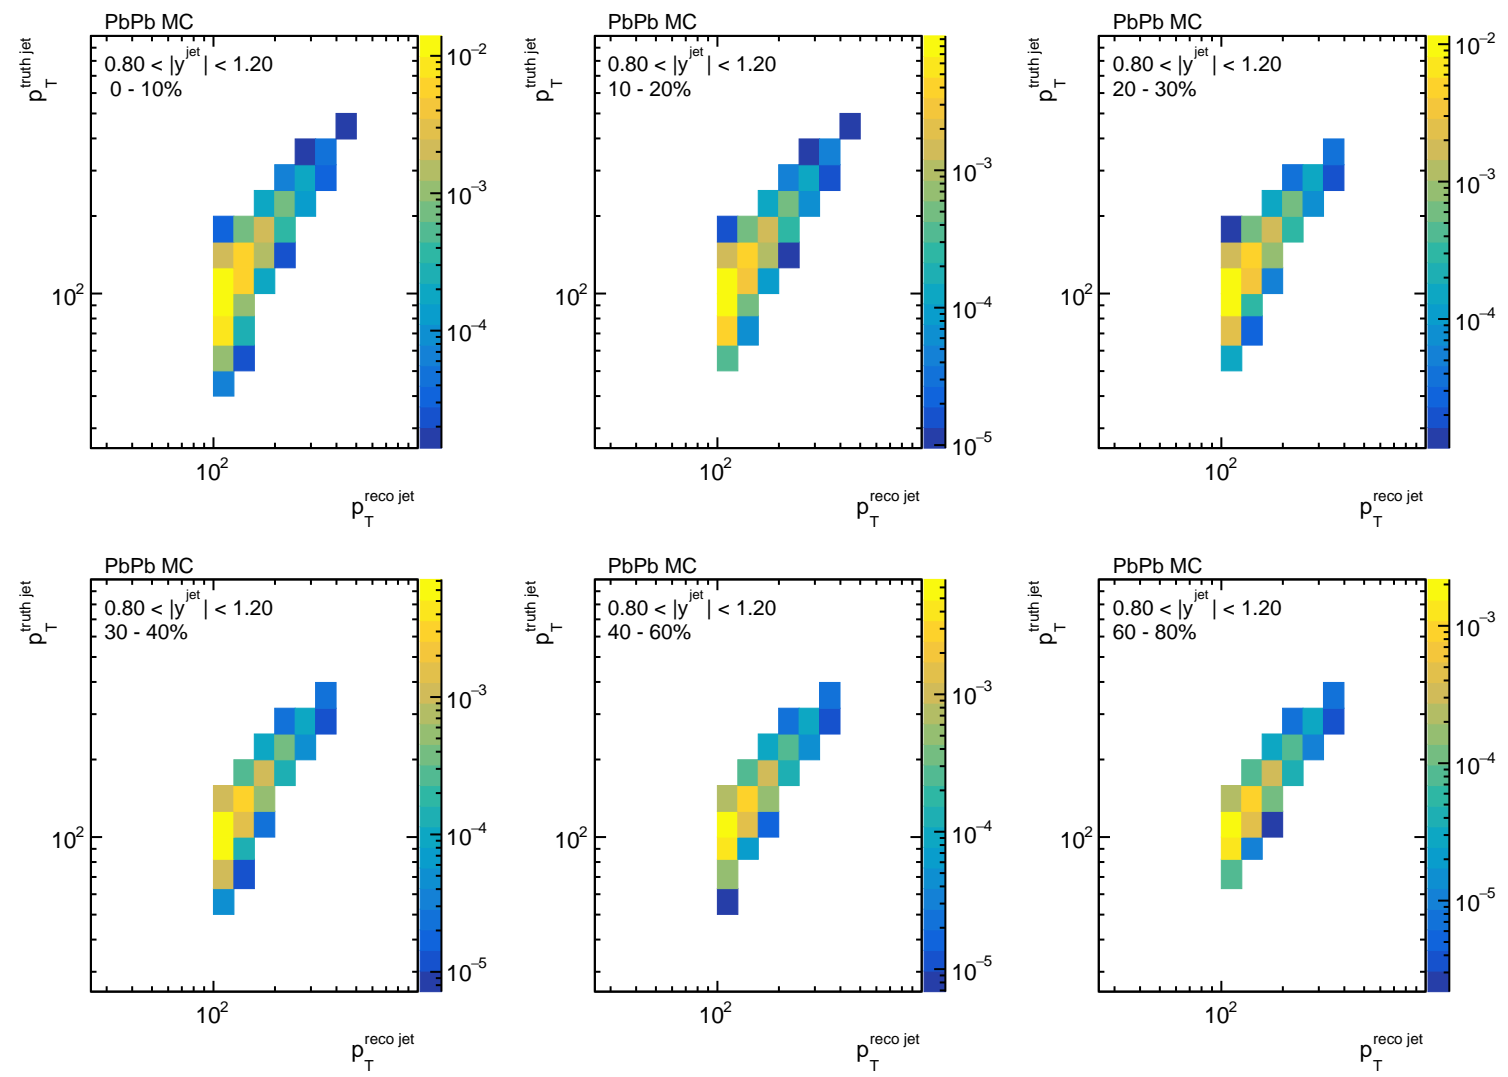 PbPb MC
0.80 < |y^jet| < 1.20
0 - 10%
p_T^truth jet
10^2
10^2
p_T^reco jet
10^−2
10^−3
10^−4
PbPb MC
0.80 < |y^jet| < 1.20
10 - 20%
p_T^truth jet
10^2
10^2
p_T^reco jet
10^−3
10^−4
10^−5
PbPb MC
0.80 < |y^jet| < 1.20
20 - 30%
p_T^truth jet
10^2
10^2
p_T^reco jet
10^−2
10^−3
10^−4
PbPb MC
0.80 < |y^jet| < 1.20
30 - 40%
p_T^truth jet
10^2
10^2
p_T^reco jet
10^−3
10^−4
10^−5
PbPb MC
0.80 < |y^jet| < 1.20
40 - 60%
p_T^truth jet
10^2
10^2
p_T^reco jet
10^−3
10^−4
10^−5
PbPb MC
0.80 < |y^jet| < 1.20
60 - 80%
p_T^truth jet
10^2
10^2
p_T^reco jet
10^−3
10^−4
10^−5